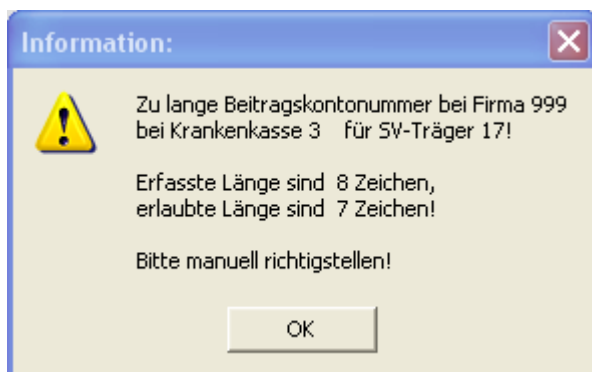 Information:
Zu lange Beitragskontonummer bei Firma 999
bei Krankenkasse 3 für SV-Träger 17!
Erfasste Länge sind 8 Zeichen,
erlaubte Länge sind 7 Zeichen!
Bitte manuell richtigstellen!
OK